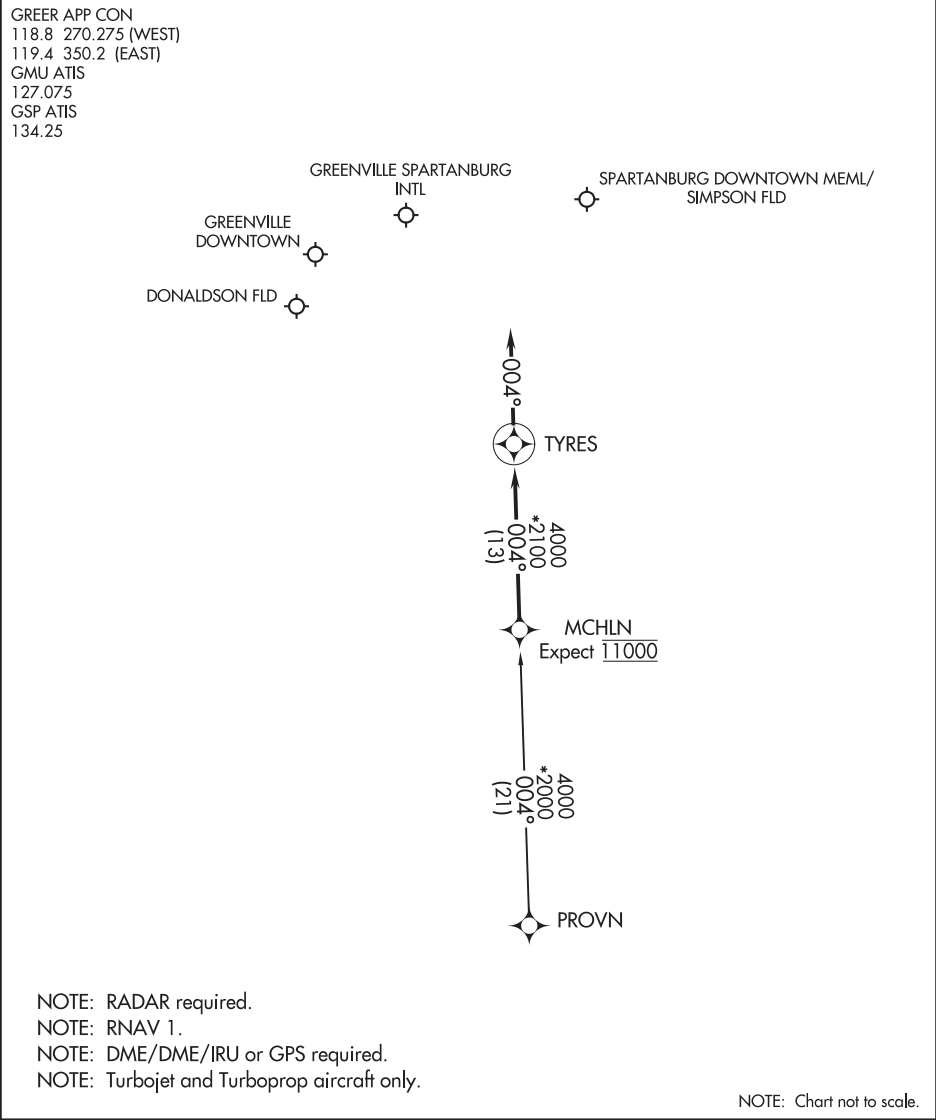 GREER APP CON
118.8 270.275 (WEST)
119.4 350.2 (EAST)
GMU ATIS
127.075
GSP ATIS
134.25
GREENVILLE SPARTANBURG
INTL
SPARTANBURG DOWNTOWN MEML/
SIMPSON FLD
GREENVILLE
DOWNTOWN
DONALDSON FLD
004°
TYRES
4000
*2100
004°
(13)
MCHLN
Expect 11000
4000
*2000
004°
(21)
PROVN
NOTE: RADAR required.
NOTE: RNAV 1.
NOTE: DME/DME/IRU or GPS required.
NOTE: Turbojet and Turboprop aircraft only.
NOTE: Chart not to scale.